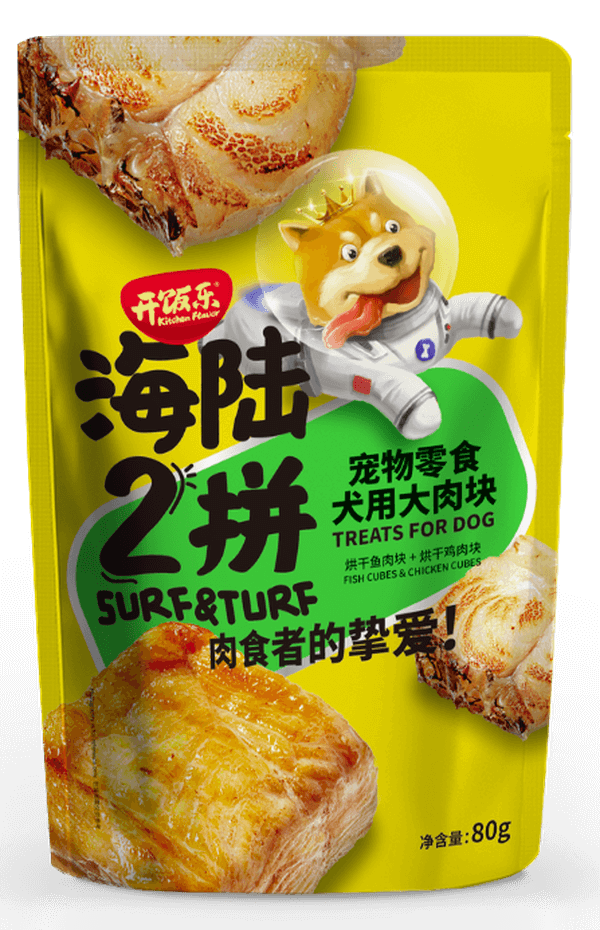 开饭乐®
Kitchen Flavor
海陆
2拼
SURF&TURF
宠物零食
犬用大肉块
TREATS FOR DOG
烘干鱼肉块 + 烘干鸡肉块
FISH CUBES & CHICKEN CUBES
肉食者的挚爱!
净含量:80g